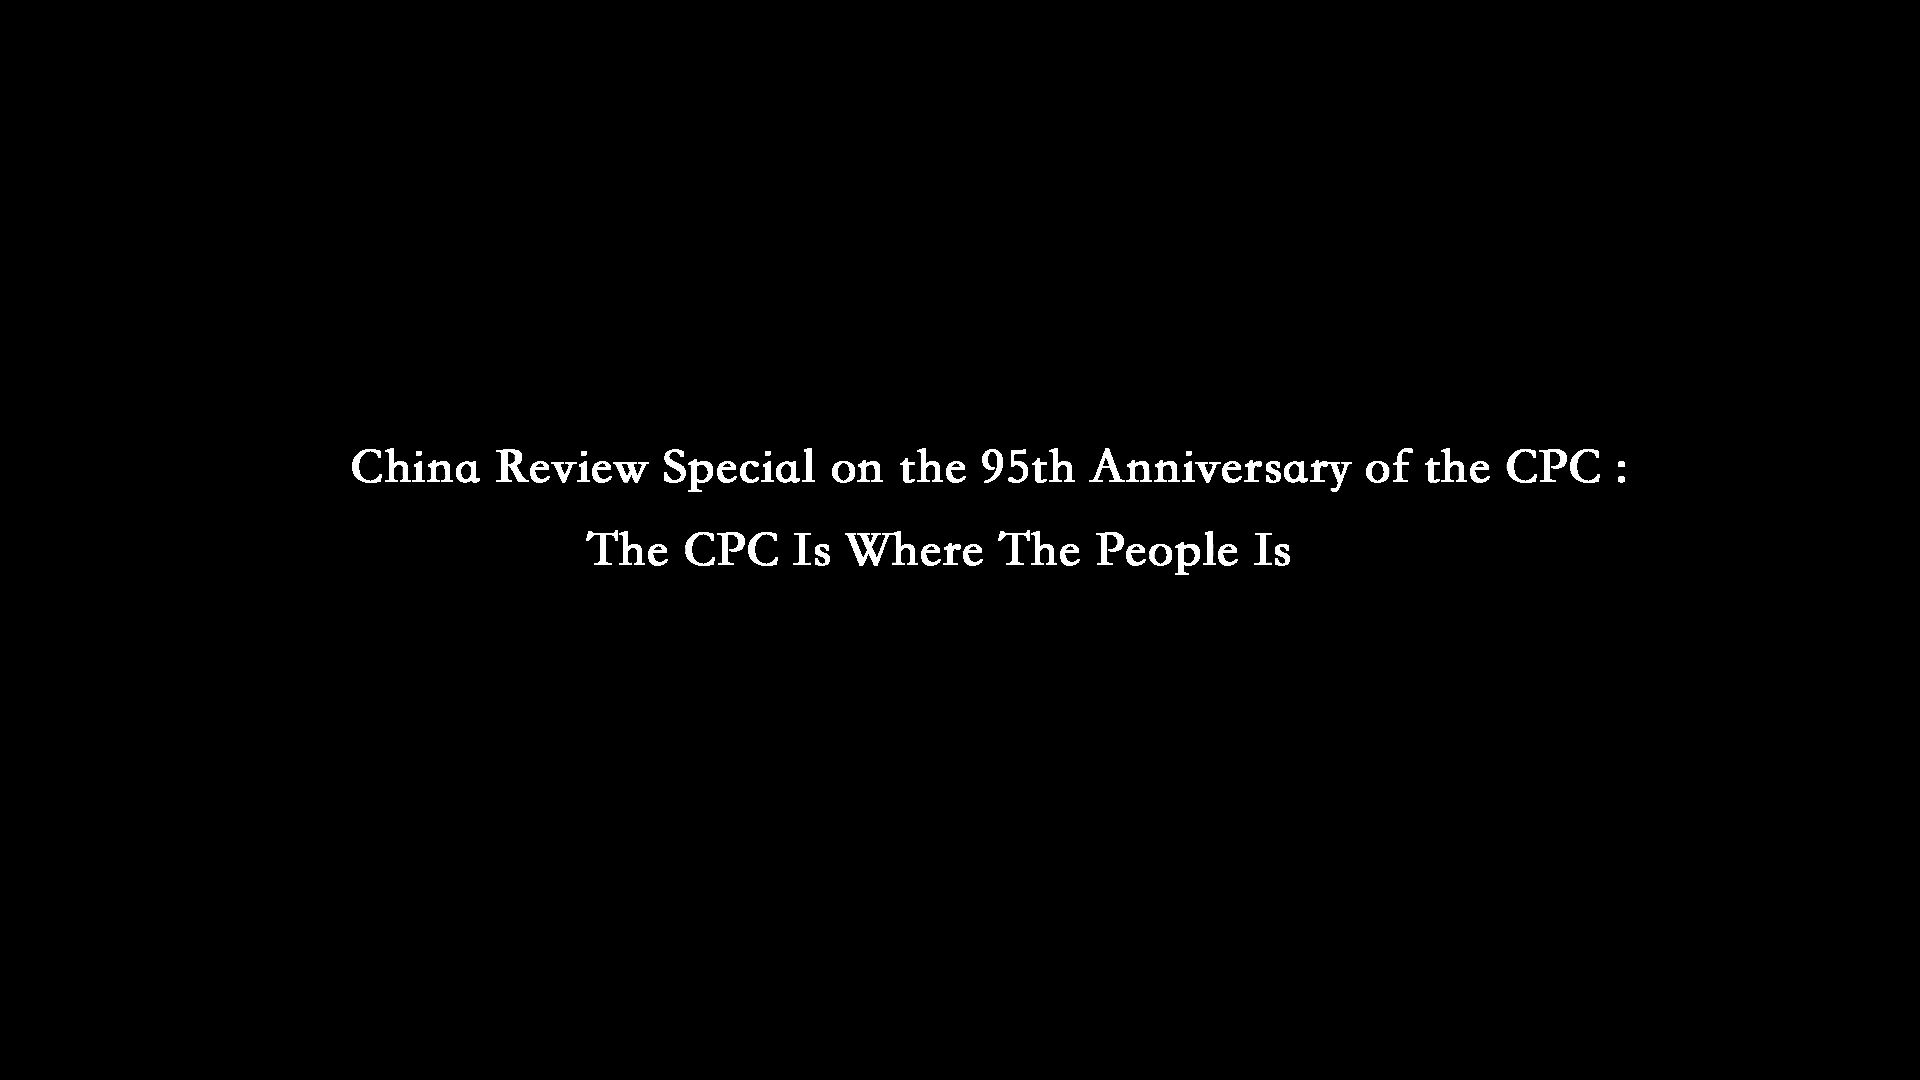 China Review Special on the 95th Anniversary of the CPC :
The CPC Is Where The People Is